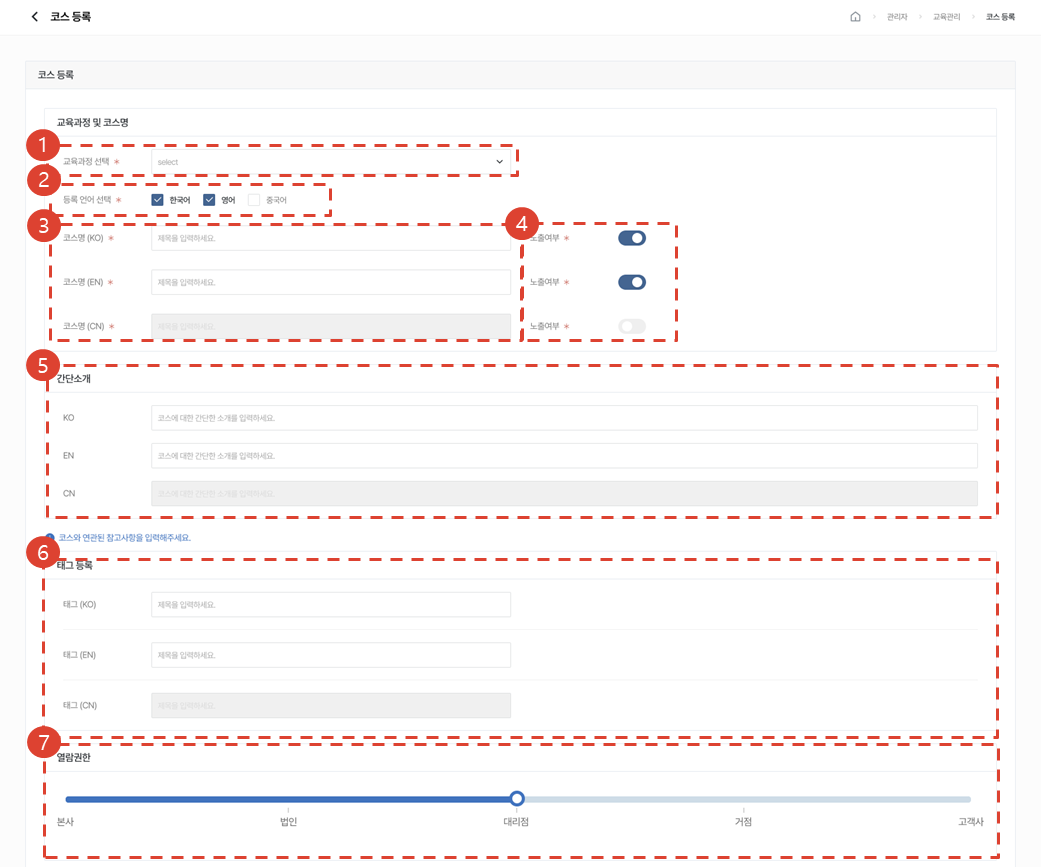 코스 등록
관리자 교육관리 코스 등록
코스 등록
교육과정 및 코스명
1
교육과정 선택 * select
2
등록 언어 선택 * 한국어 영어 중국어
3 4
코스명 (KO) * 제목을 입력하세요. 노출여부 *
코스명 (EN) * 제목을 입력하세요. 노출여부 *
코스명 (CN) * 제목을 입력하세요. 노출여부 *
5
간단소개
KO 코스에 대한 간단한 소개를 입력하세요.
EN 코스에 대한 간단한 소개를 입력하세요.
CN 코스에 대한 간단한 소개를 입력하세요.
코스와 연관된 참고사항을 입력해주세요.
6
태그 등록
태그 (KO) 제목을 입력하세요.
태그 (EN) 제목을 입력하세요.
태그 (CN) 제목을 입력하세요.
7
열람권한
본사 법인 대리점 거점 고객사